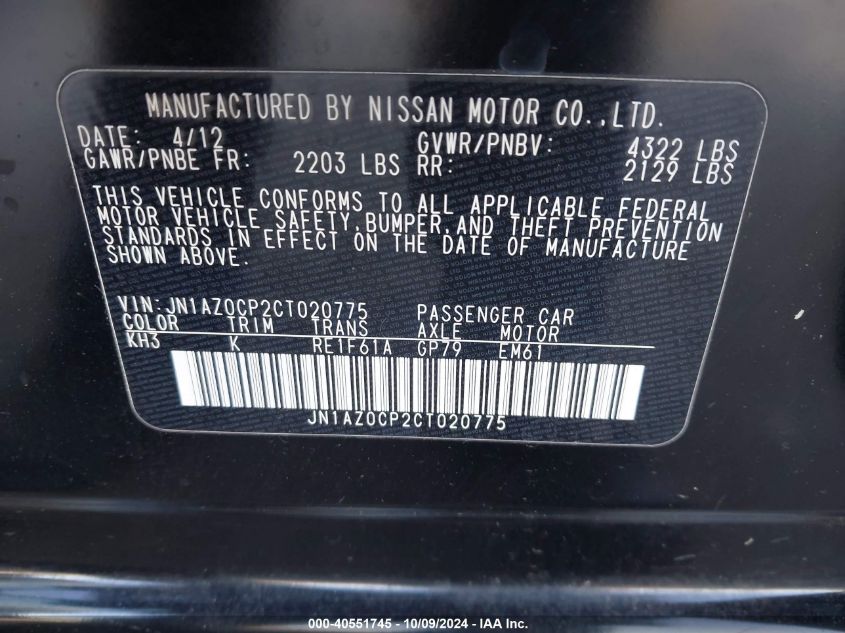 MANUFACTURED BY NISSAN MOTOR CO.,LTD.
DATE: 4/12 GVWR/PNBV: 4322 LBS
GAWR/PNBE FR: 2203 LBS RR: 2129 LBS
THIS VEHICLE CONFORMS TO ALL APPLICABLE FEDERAL
MOTOR VEHICLE SAFETY,BUMPER,AND THEFT PREVENTION
STANDARDS IN EFFECT ON THE DATE OF MANUFACTURE
SHOWN ABOVE.
VIN:JN1AZ0CP2CT020775 PASSENGER CAR
COLOR TRIM TRANS AXLE MOTOR
KH3 K RE1F61A GP79 EM61
JN1AZ0CP2CT020775
000-40551745 - 10/09/2024 - IAA Inc.